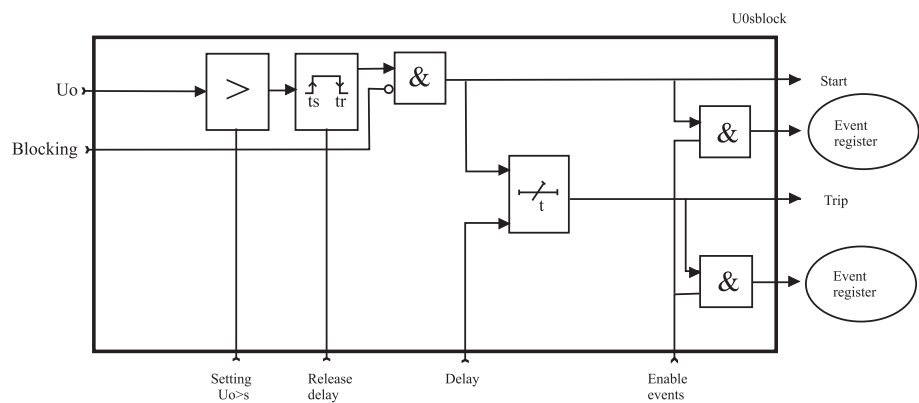 U0sblock
Uo
>
ts tr
&
Start
Event
register
&
Blocking
t
Trip
&
Event
register
Setting
Uo>s
Release
delay
Delay
Enable
events